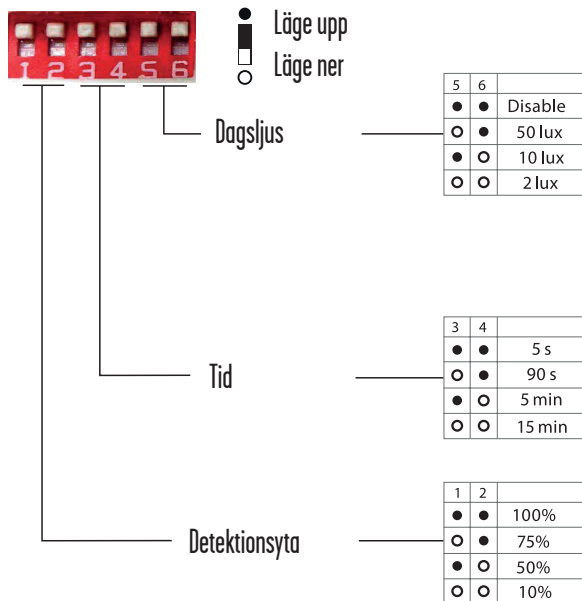 Läge upp
Läge ner
1 2 3 4 5 6
Dagsljus
5 6
Disable
50 lux
10 lux
2 lux
Tid
3 4
5 s
90 s
5 min
15 min
Detektionsyta
1 2
100%
75%
50%
10%